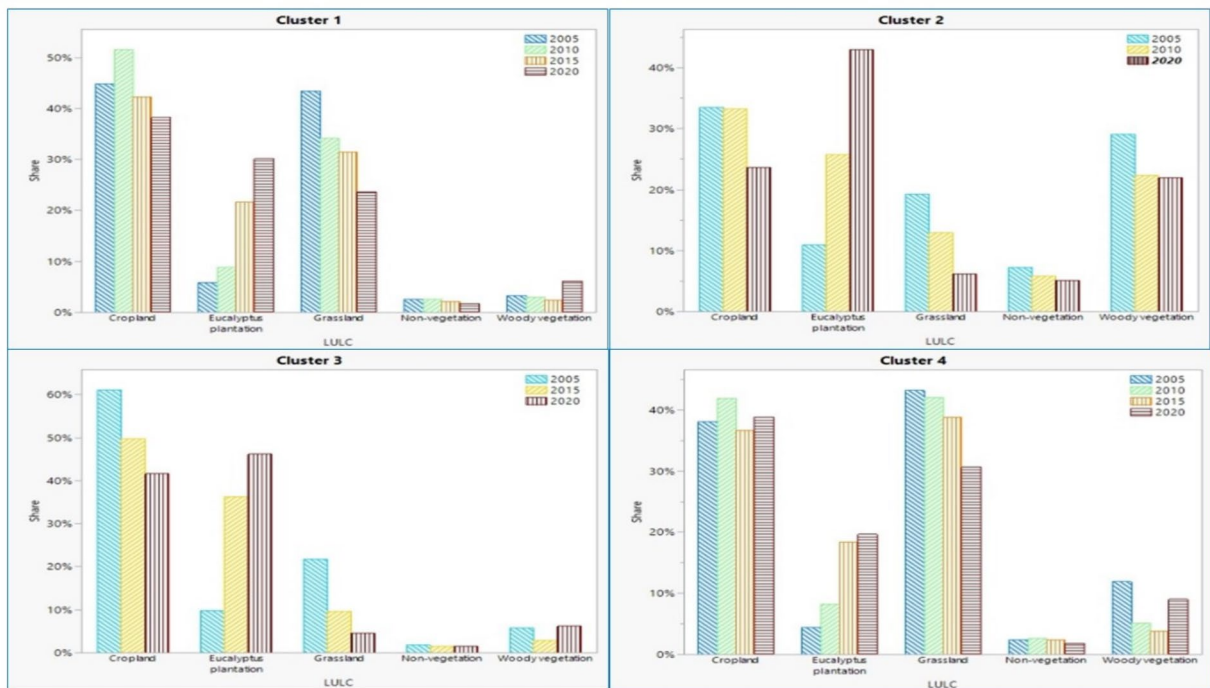 Cluster 1
2005
2010
2015
2020
50%
40%
30%
20%
10%
0%
Share
Cropland
Eucalyptus
plantation
Grassland
Non-vegetation
Woody vegetation
LULC
Cluster 2
2005
2010
2020
40%
30%
20%
10%
0%
Share
Cropland
Eucalyptus
plantation
Grassland
Non-vegetation
Woody vegetation
LULC
Cluster 3
2005
2015
2020
60%
50%
40%
30%
20%
10%
0%
Share
Cropland
Eucalyptus
plantation
Grassland
Non-vegetation
Woody vegetation
LULC
Cluster 4
2005
2010
2015
2020
40%
30%
20%
10%
0%
Share
Cropland
Eucalyptus
plantation
Grassland
Non-vegetation
Woody vegetation
LULC